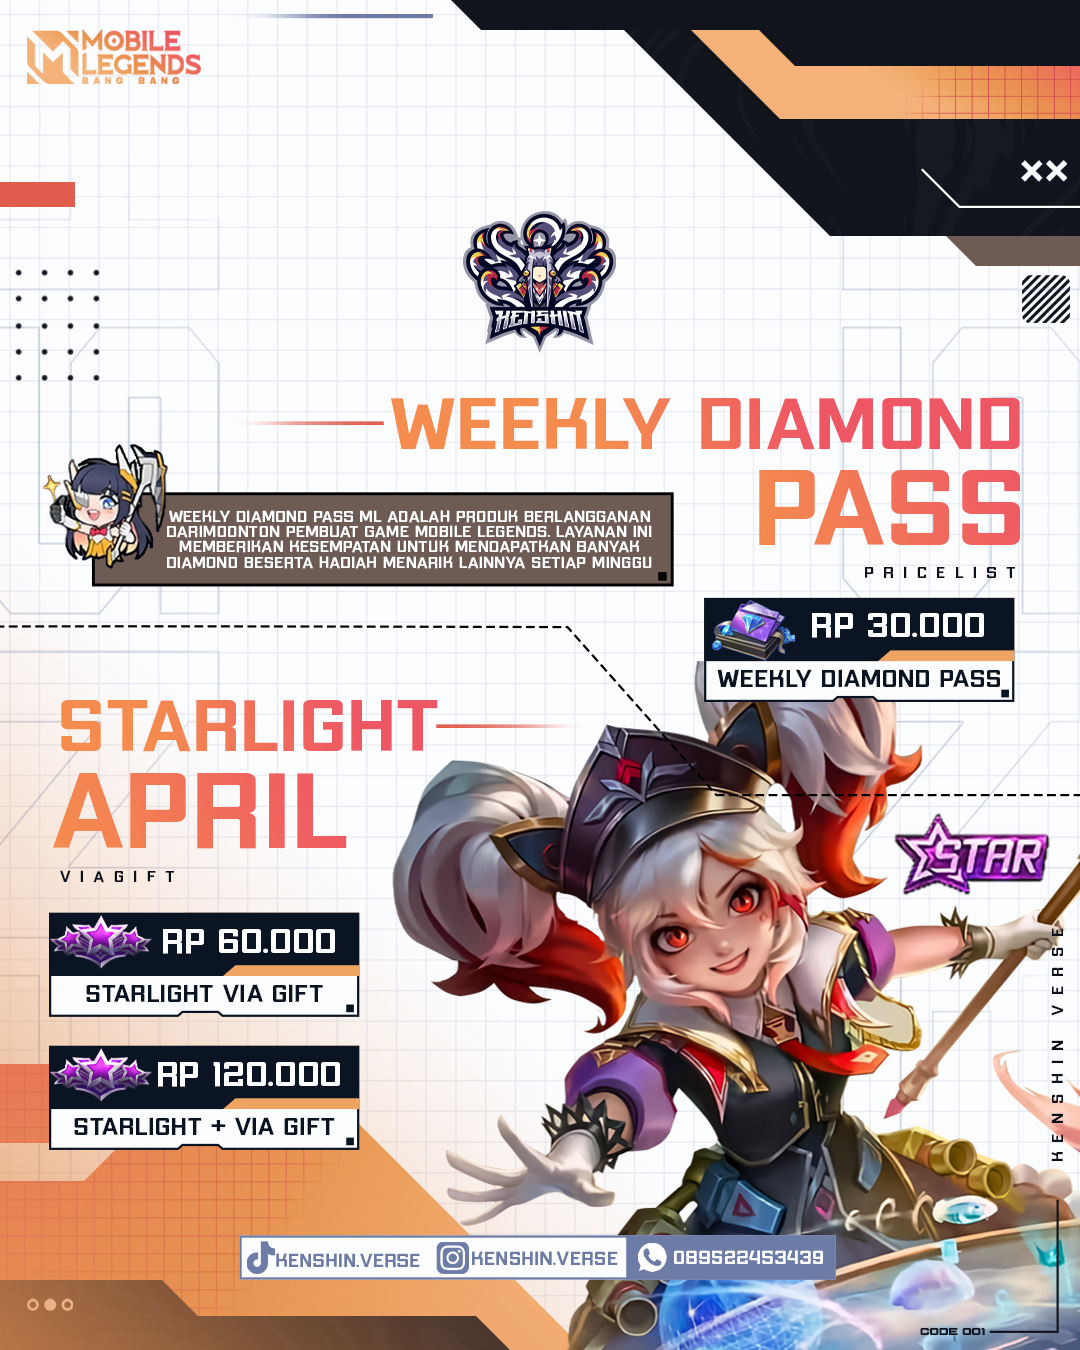 MOBILE
LEGENDS
BANG BANG
KENSHIN
WEEKLY DIAMOND
PASS
PRICELIST
WEEKLY DIAMOND PASS ML ADALAH PRODUK BERLANGGANAN
DARIMOONTON PEMBUAT GAME MOBILE LEGENDS. LAYANAN INI
MEMBERIKAN KESEMPATAN UNTUK MENDAPATKAN BANYAK
DIAMOND BESERTA HADIAH MENARIK LAINNYA SETIAP MINGGU
RP 30.000
WEEKLY DIAMOND PASS
STARLIGHT
APRIL
VIAGIFT
STAR
RP 60.000
STARLIGHT VIA GIFT
RP 120.000
STARLIGHT + VIA GIFT
KENSHIN VERSE
KENSHIN.VERSE
KENSHIN.VERSE
089522453439
CODE 001